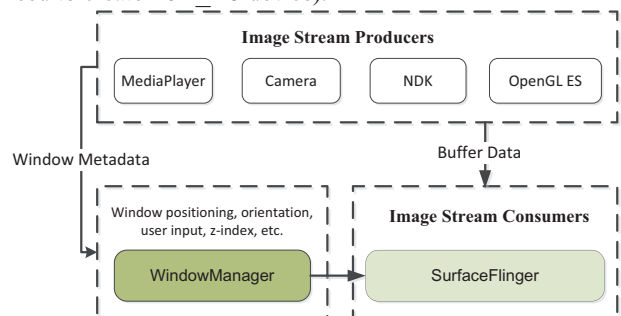 Image Stream Producers
MediaPlayer
Camera
NDK
OpenGL ES
Window Metadata
Buffer Data
Window positioning, orientation,
user input, z-index, etc.
WindowManager
Image Stream Consumers
SurfaceFlinger